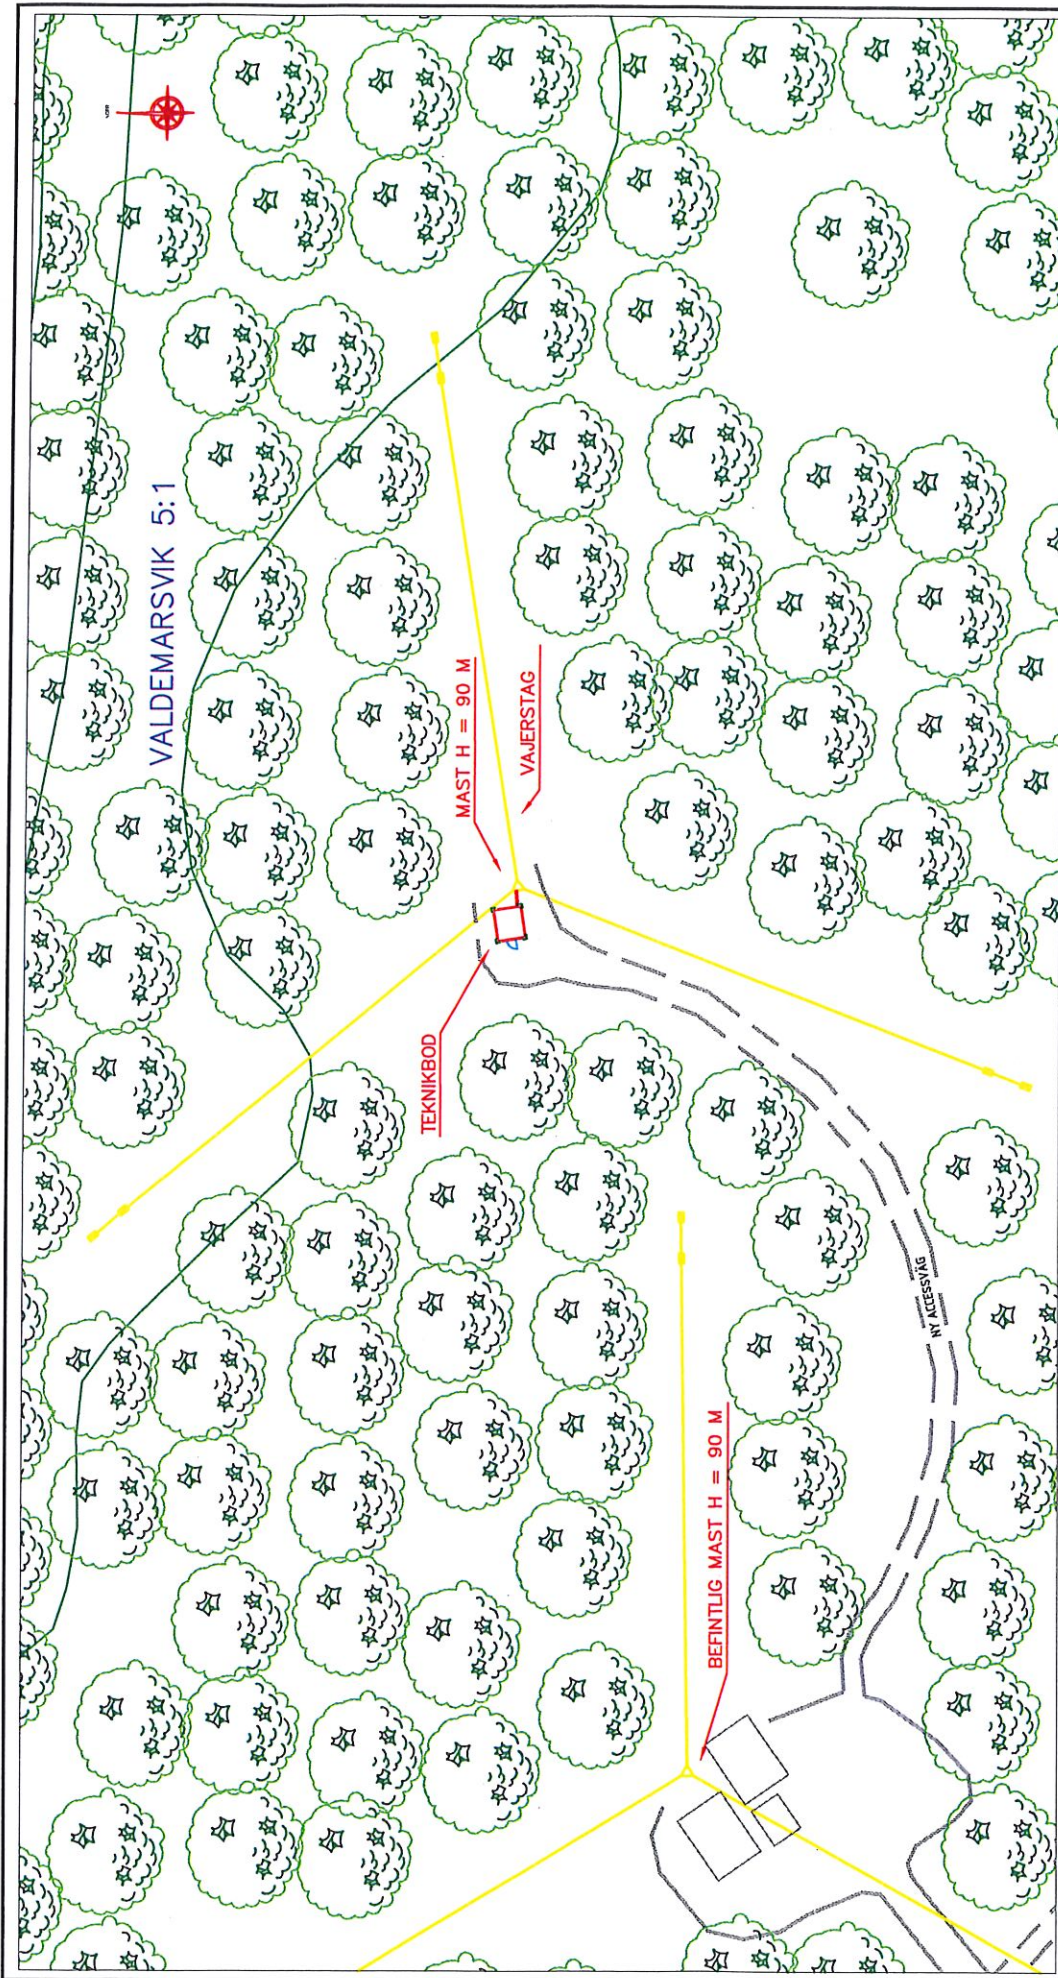 VALDEMARSVIK 5:1
MAST H = 90 M
VAJERSTAG
TEKNIKBOD
NY ACCESSVÄG
BEFINTLIG MAST H = 90 M